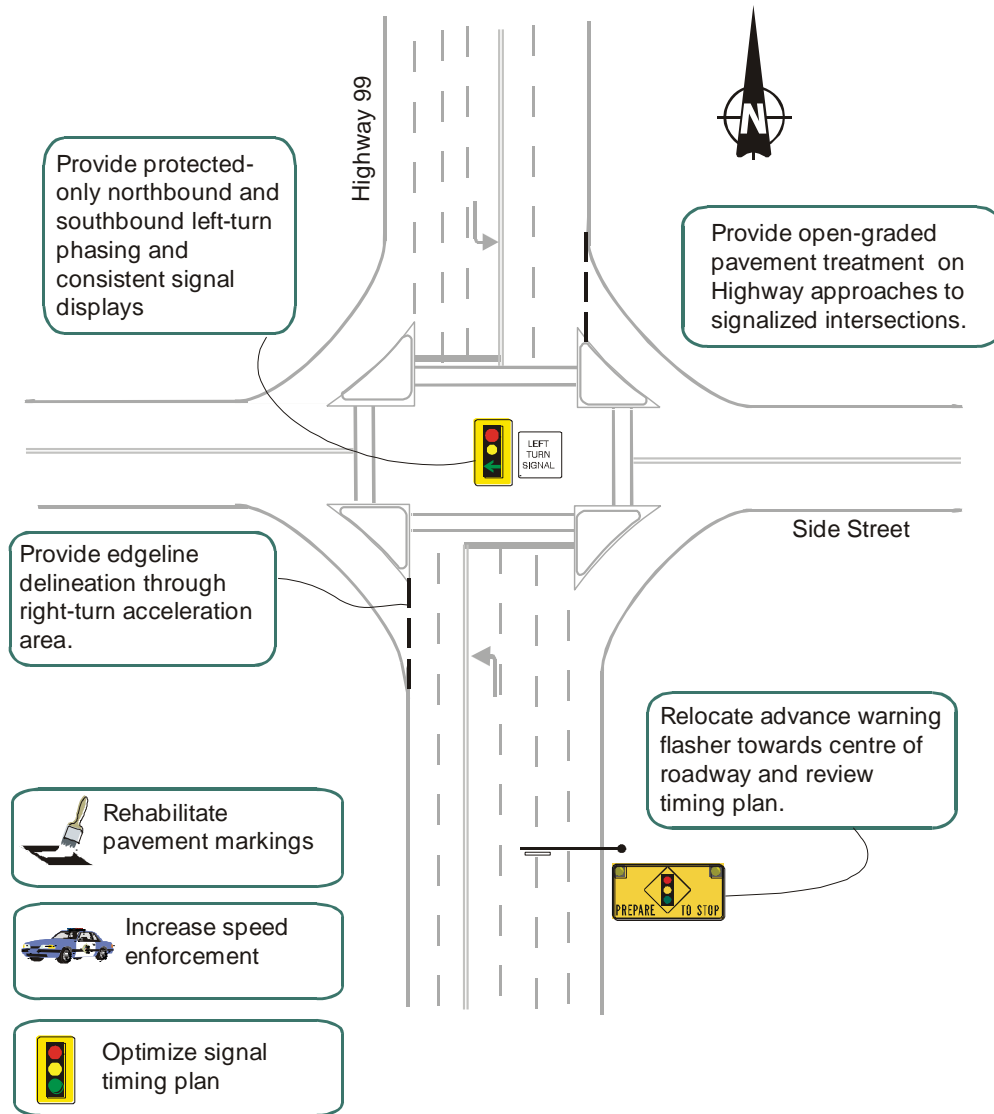 Highway 99
N
Provide protected-
only northbound and
southbound left-turn
phasing and
consistent signal
displays
Provide open-graded
pavement treatment on
Highway approaches to
signalized intersections.
LEFT
TURN
SIGNAL
Side Street
Provide edgeline
delineation through
right-turn acceleration
area.
Relocate advance warning
flasher towards centre of
roadway and review
timing plan.
PREPARE TO STOP
Rehabilitate
pavement markings
Increase speed
enforcement
Optimize signal
timing plan